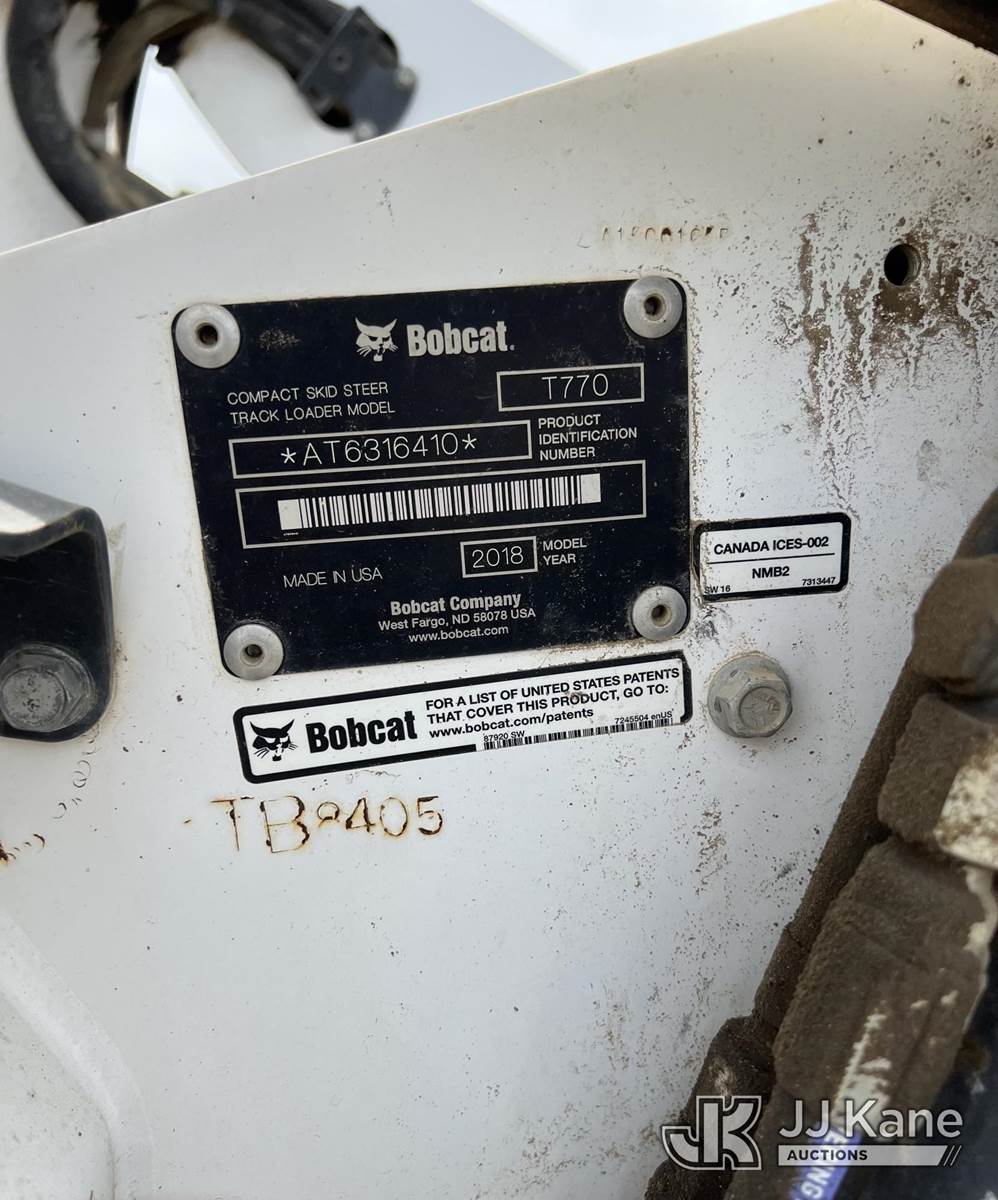 Bobcat
COMPACT SKID STEER
TRACK LOADER MODEL
T770
*AT6316410*
PRODUCT
IDENTIFICATION
NUMBER
2018
MODEL
YEAR
MADE IN USA
Bobcat Company
West Fargo, ND 58078 USA
www.bobcat.com
CANADA ICES-002
NMB2
SW 16
7313447
Bobcat
FOR A LIST OF UNITED STATES PATENTS
THAT COVER THIS PRODUCT, GO TO:
www.bobcat.com/patents
7245504 enUS
87920 SW
TB8405
JK
JJ Kane
AUCTIONS